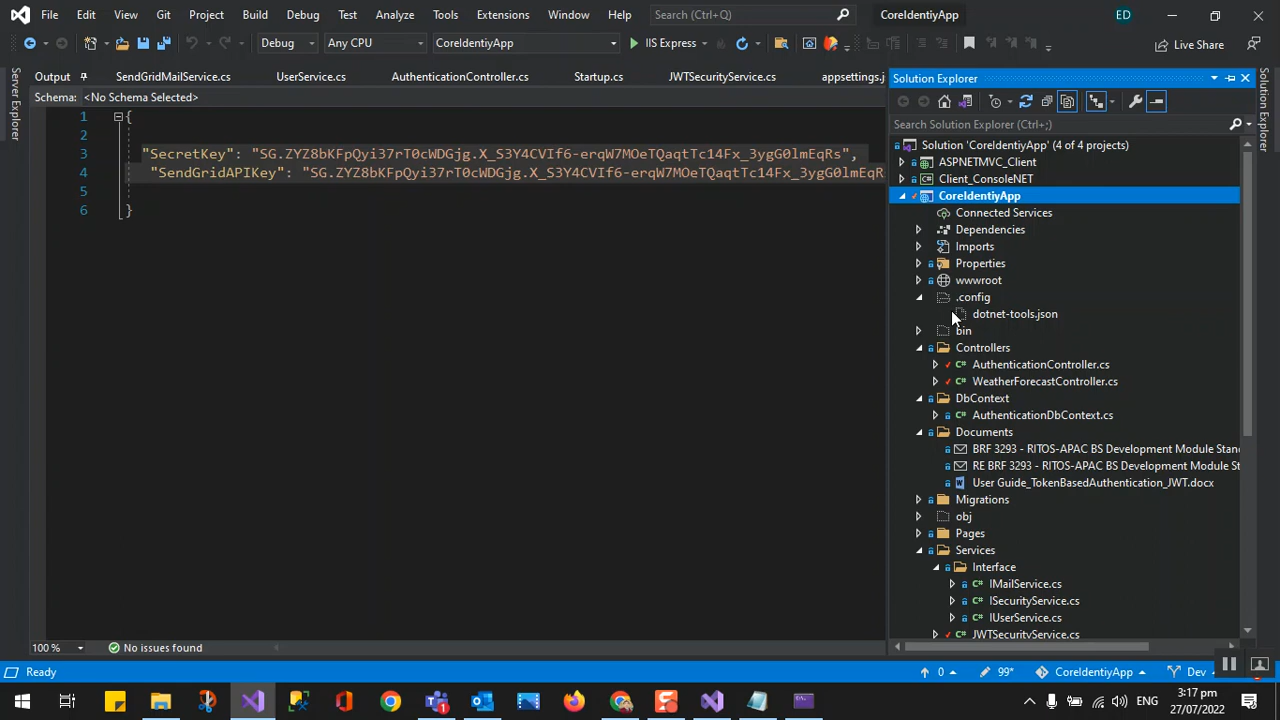 File Edit View Git Project Build Debug Test Analyze Tools Extensions Window Help Search (Ctrl+Q) CoreIdentiyApp ED
Debug Any CPU CoreIdentiyApp IIS Express Live Share
Server Explorer
Output SendGridMailService.cs UserService.cs AuthenticationController.cs Startup.cs JWTSecurityService.cs appsettings.j
Schema: <No Schema Selected>
1 {
2
3 "SecretKey": "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",
4 "SendGridAPIKey": "SG.ZYZ8bKFpQyi37rT0cWDGjg.X_S3Y4CVIf6-erqW7MOeTQaqtTc14Fx_3ygG0lmEqR
5
6 }
Solution Explorer
Search Solution Explorer (Ctrl+;)
Solution 'CoreIdentiyApp' (4 of 4 projects)
ASPNETMVC_Client
Client_ConsoleNET
CoreIdentiyApp
Connected Services
Dependencies
Imports
Properties
wwwroot
.config
dotnet-tools.json
bin
Controllers
AuthenticationController.cs
WeatherForecastController.cs
DbContext
AuthenticationDbContext.cs
Documents
BRF 3293 - RITOS-APAC BS Development Module Stand
RE BRF 3293 - RITOS-APAC BS Development Module St
User Guide_TokenBasedAuthentication_JWT.docx
Migrations
obj
Pages
Services
Interface
IMailService.cs
ISecurityService.cs
IUserService.cs
JWTSecurityService.cs
Solution Explorer
100 % No issues found
Ready 0 99* CoreIdentiyApp Dev
ENG 3:17 pm
27/07/2022